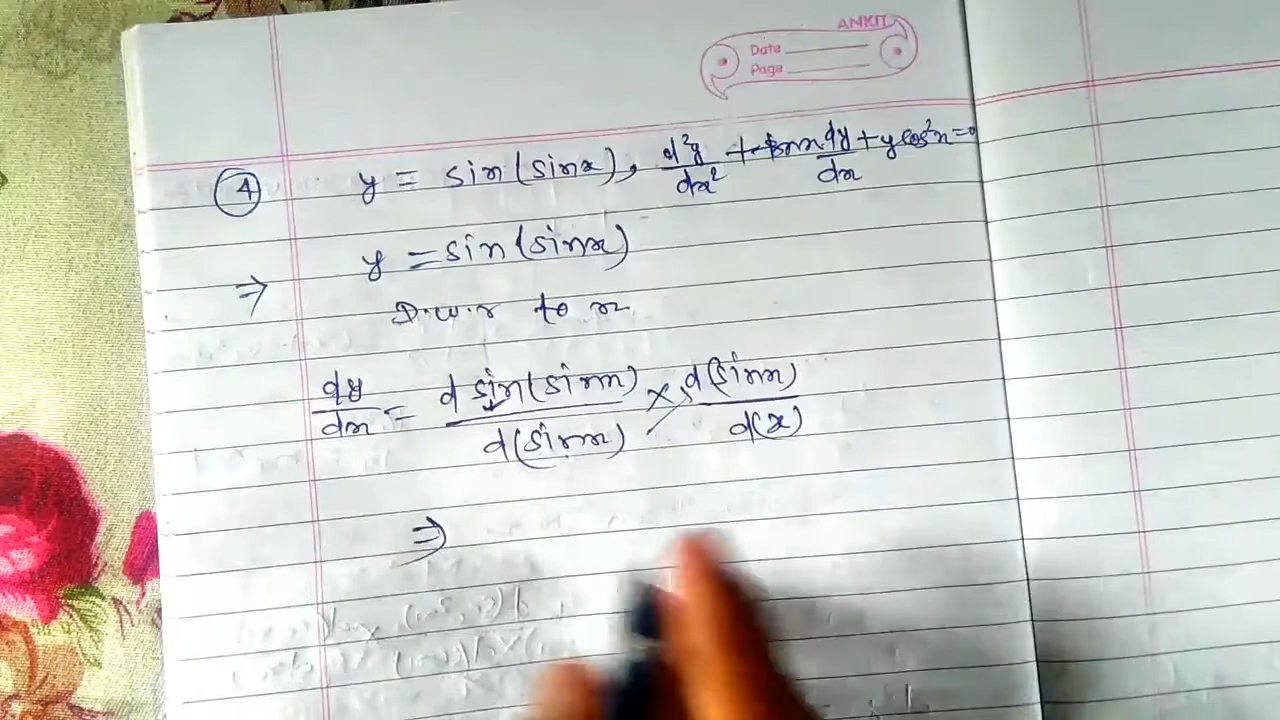 ANKIT
Date
Page
④ y = sin(sinx), d²y/dx² + tanx dy/dx + y cos²x = 0
⇒ y = sin(sinx)
D.w.r to x
dy/dx = d sin(sinx)/d(sinx) × d(sinx)/d(x)
⇒